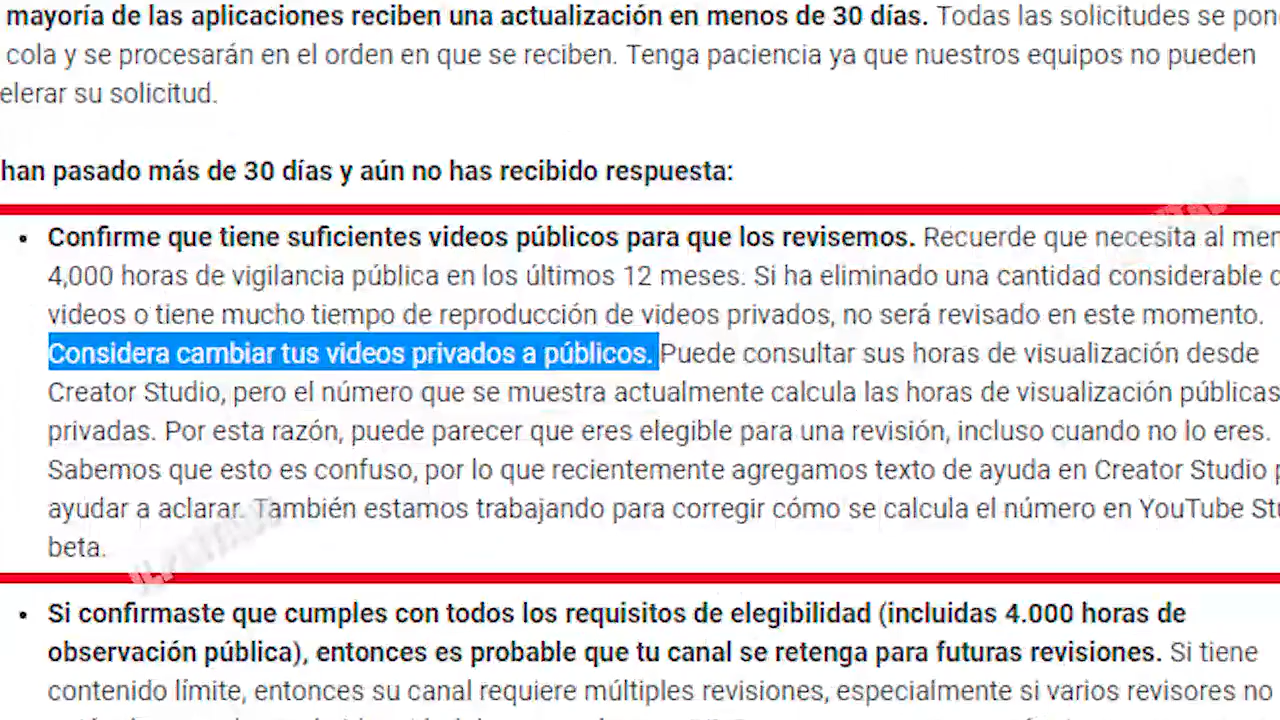 mayoría de las aplicaciones reciben una actualización en menos de 30 días. Todas las solicitudes se pon
cola y se procesarán en el orden en que se reciben. Tenga paciencia ya que nuestros equipos no pueden
elerar su solicitud.
han pasado más de 30 días y aún no has recibido respuesta:
• Confirme que tiene suficientes videos públicos para que los revisemos. Recuerde que necesita al men
4,000 horas de vigilancia pública en los últimos 12 meses. Si ha eliminado una cantidad considerable d
videos o tiene mucho tiempo de reproducción de videos privados, no será revisado en este momento.
Considera cambiar tus videos privados a públicos. Puede consultar sus horas de visualización desde
Creator Studio, pero el número que se muestra actualmente calcula las horas de visualización públicas
privadas. Por esta razón, puede parecer que eres elegible para una revisión, incluso cuando no lo eres.
Sabemos que esto es confuso, por lo que recientemente agregamos texto de ayuda en Creator Studio p
ayudar a aclarar. También estamos trabajando para corregir cómo se calcula el número en YouTube Stu
beta.
• Si confirmaste que cumples con todos los requisitos de elegibilidad (incluidas 4.000 horas de
observación pública), entonces es probable que tu canal se retenga para futuras revisiones. Si tiene
contenido límite, entonces su canal requiere múltiples revisiones, especialmente si varios revisores no